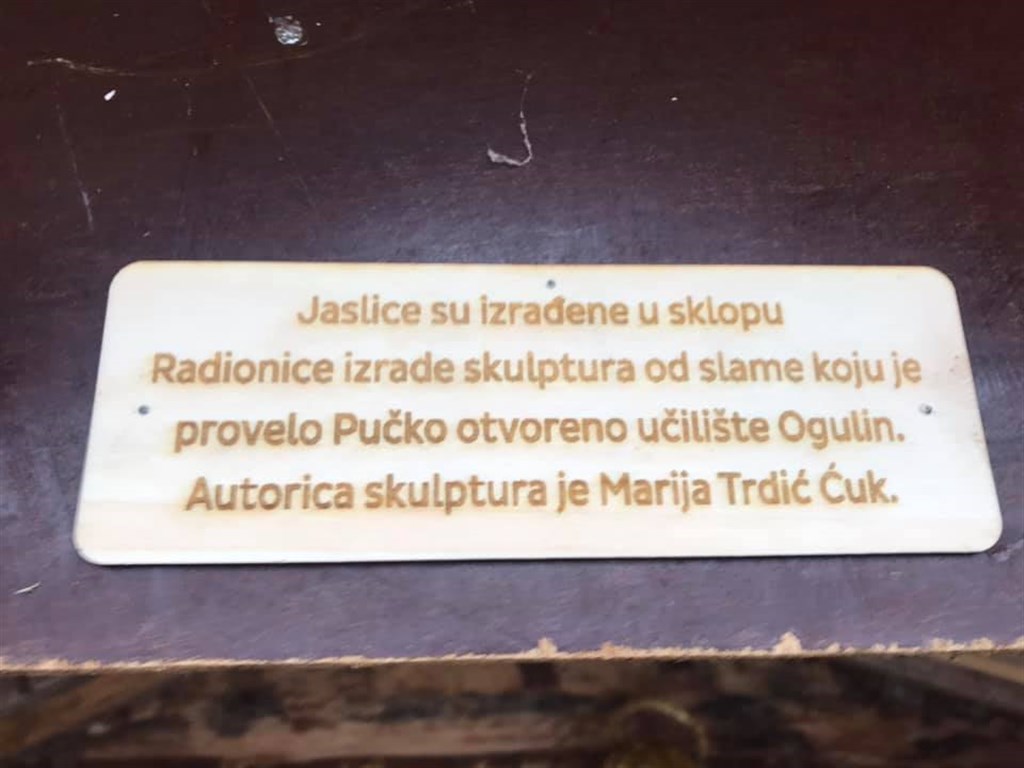 Jaslice su izrađene u sklopu
Radionice izrade skulptura od slame koju je
provelo Pučko otvoreno učilište Ogulin.
Autorica skulptura je Marija Trdić Ćuk.